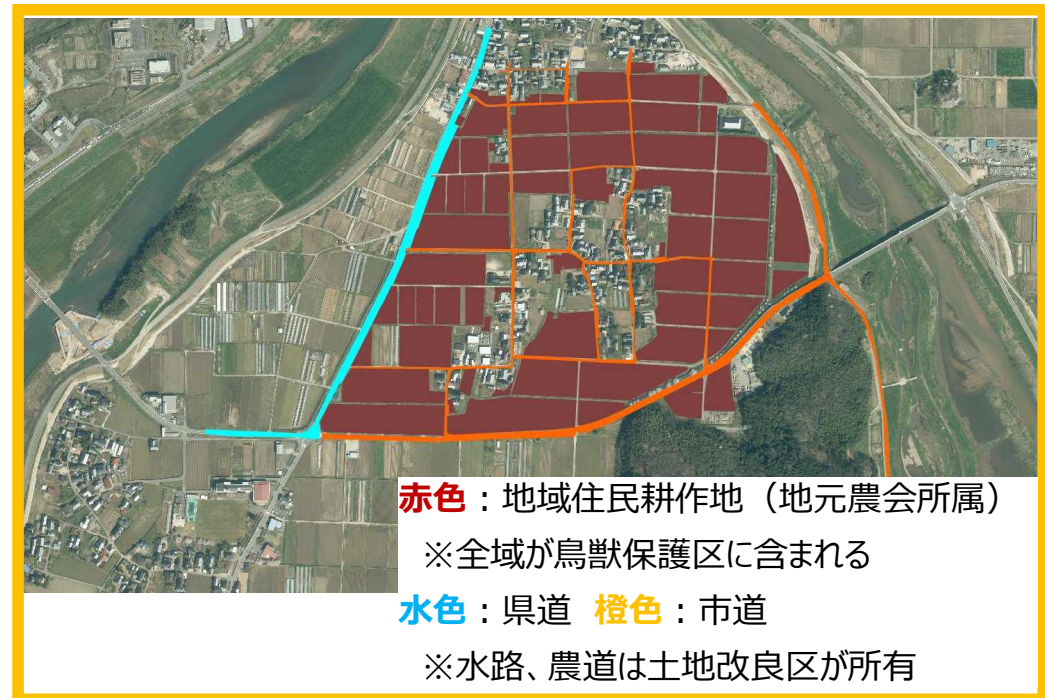 赤色：地域住民耕作地（地元農会所属）
※全域が鳥獣保護区に含まれる
水色：県道 橙色：市道
※水路、農道は土地改良区が所有